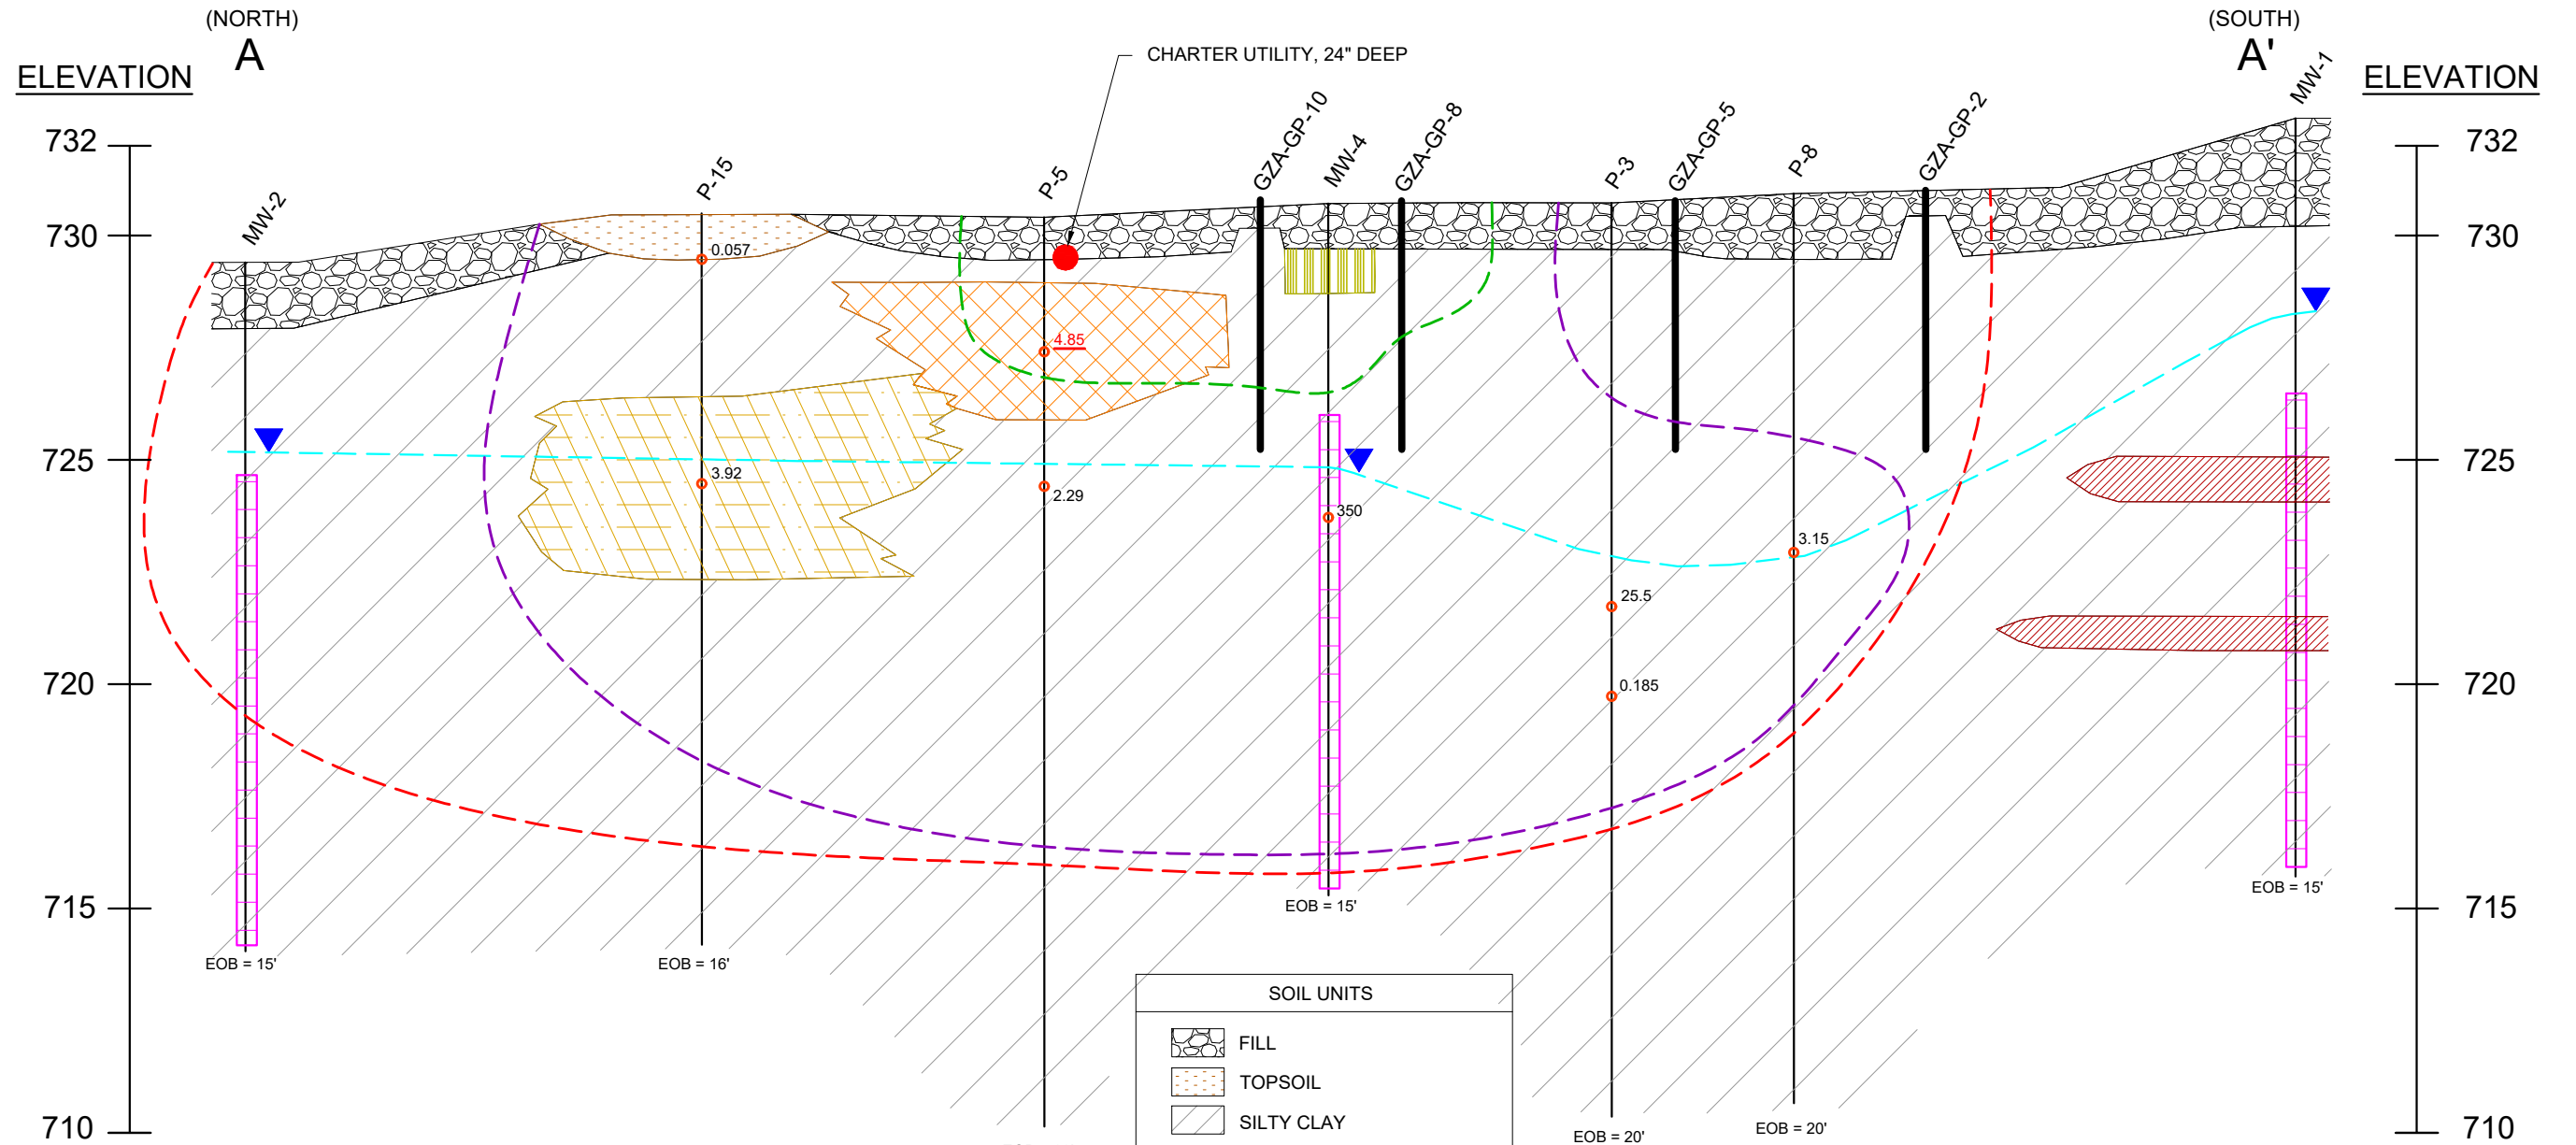 (NORTH)
A
(SOUTH)
A'
ELEVATION
ELEVATION
CHARTER UTILITY, 24" DEEP
MW-2
P-15
P-5
GZA-GP-10
MW-4
GZA-GP-8
P-3
GZA-GP-5
P-8
GZA-GP-2
MW-1
732
732
730
730
725
725
720
720
715
715
710
710
0.057
4.85
3.92
2.29
350
3.15
25.5
0.185
EOB = 15'
EOB = 16'
EOB = 15'
EOB = 20'
EOB = 20'
EOB = 15'
SOIL UNITS
FILL
TOPSOIL
SILTY CLAY